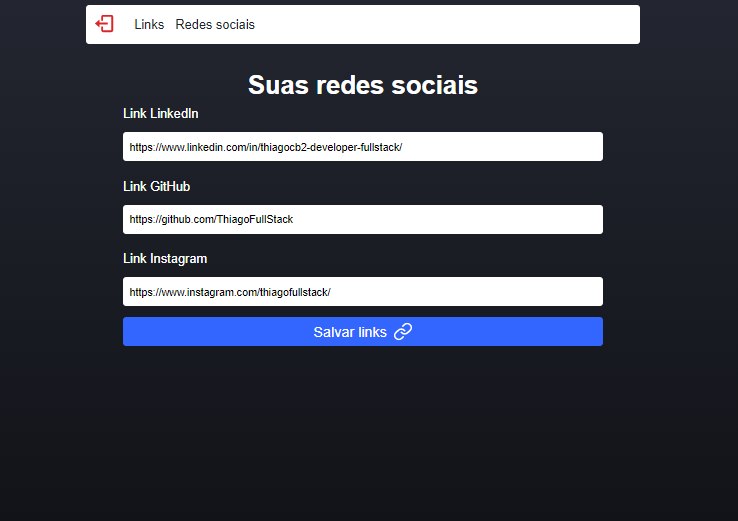 Links Redes sociais
Suas redes sociais
Link LinkedIn
https://www.linkedin.com/in/thiagocb2-developer-fullstack/
Link GitHub
https://github.com/ThiagoFullStack
Link Instagram
https://www.instagram.com/thiagofullstack/
Salvar links